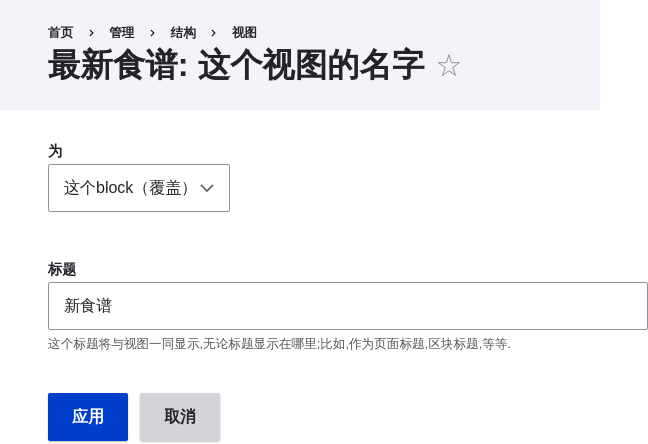 首页 › 管理 › 结构 › 视图
最新食谱: 这个视图的名字
为
这个block（覆盖）
标题
新食谱
这个标题将与视图一同显示,无论标题显示在哪里;比如,作为页面标题,区块标题,等等.
应用 取消